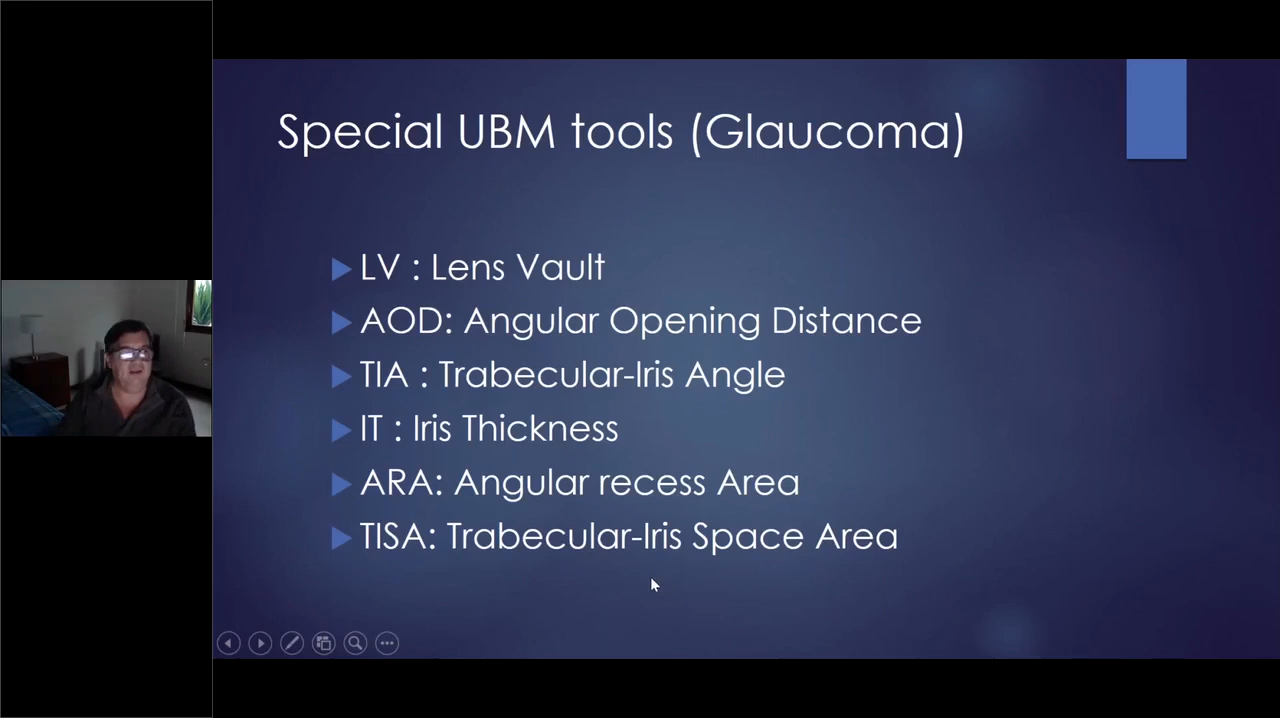 Special UBM tools (Glaucoma)
LV : Lens Vault
AOD: Angular Opening Distance
TIA : Trabecular-Iris Angle
IT : Iris Thickness
ARA: Angular recess Area
TISA: Trabecular-Iris Space Area